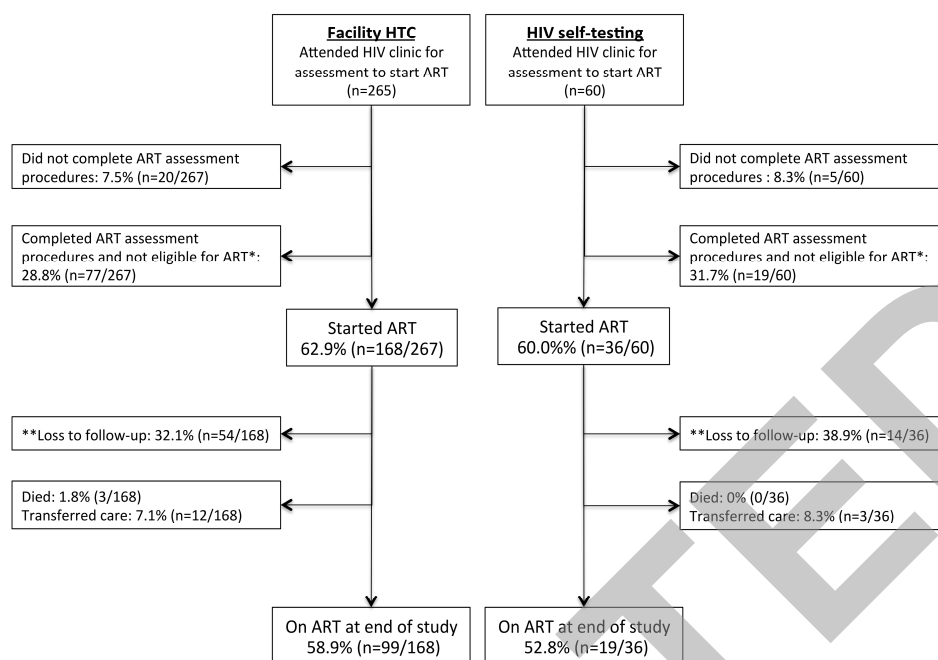 Facility HTC
Attended HIV clinic for
assessment to start ART
(n=265)
HIV self-testing
Attended HIV clinic for
assessment to start ART
(n=60)
Did not complete ART assessment
procedures: 7.5% (n=20/267)
Did not complete ART assessment
procedures : 8.3% (n=5/60)
Completed ART assessment
procedures and not eligible for ART*:
28.8% (n=77/267)
Completed ART assessment
procedures and not eligible for ART*:
31.7% (n=19/60)
Started ART
62.9% (n=168/267)
Started ART
60.0%% (n=36/60)
**Loss to follow-up: 32.1% (n=54/168)
**Loss to follow-up: 38.9% (n=14/36)
Died: 1.8% (3/168)
Transferred care: 7.1% (n=12/168)
Died: 0% (0/36)
Transferred care: 8.3% (n=3/36)
On ART at end of study
58.9% (n=99/168)
On ART at end of study
52.8% (n=19/36)
TED